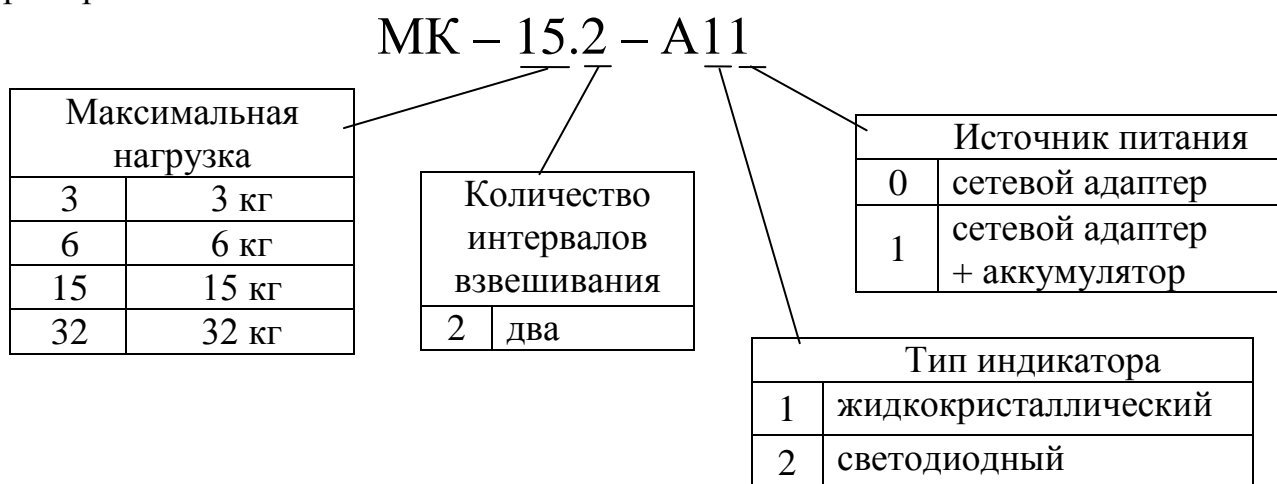 МК – 15.2 – А11
Максимальная
нагрузка
3 3 кг
6 6 кг
15 15 кг
32 32 кг
Количество
интервалов
взвешивания
2 два
Источник питания
0 сетевой адаптер
1 сетевой адаптер
+ аккумулятор
Тип индикатора
1 жидкокристаллический
2 светодиодный